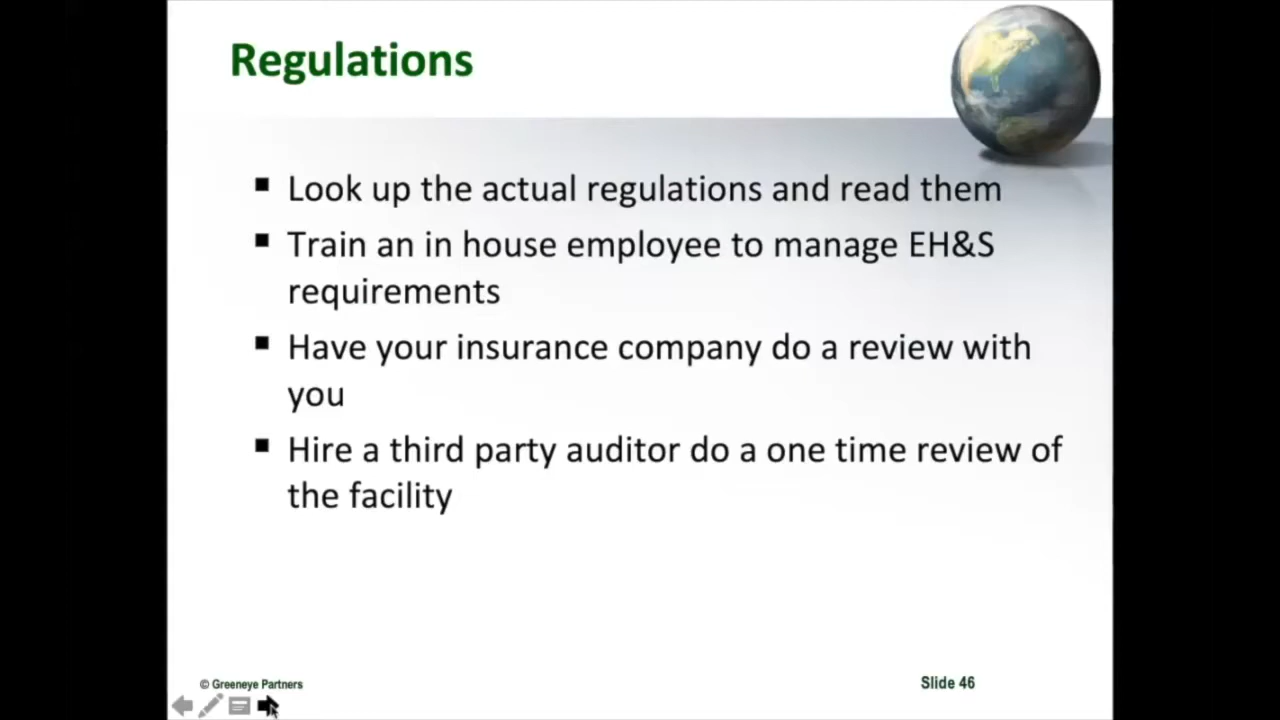 Regulations
▪ Look up the actual regulations and read them
▪ Train an in house employee to manage EH&S
requirements
▪ Have your insurance company do a review with
you
▪ Hire a third party auditor do a one time review of
the facility
© Greeneye Partners
Slide 46